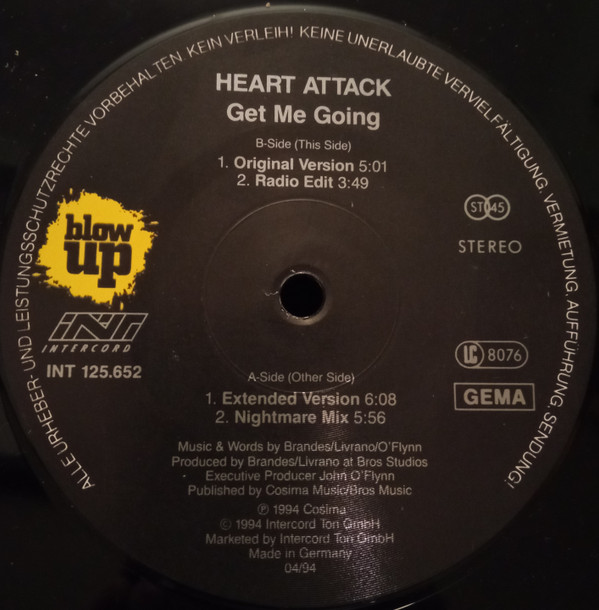 ALLE URHEBER UND LEISTUNGSSCHUTZRECHTE VORBEHALTEN. KEIN VERLEIH! KEINE UNERLAUBTE VERVIELFÄLTIGUNG. VERMIETUNG. AUFFÜHRUNG. SENDUNG!
HEART ATTACK
Get Me Going
B-Side (This Side)
1. Original Version 5:01
2. Radio Edit 3:49
blow
up
ST 45
STEREO
INT
INTERCORD
INT 125.652
LC 8076
GEMA
A-Side (Other Side)
1. Extended Version 6:08
2. Nightmare Mix 5:56
Music & Words by Brandes/Livrano/O'Flynn
Produced by Brandes/Livrano at Bros Studios
Executive Producer John O'Flynn
Published by Cosima Music/Bros Music
℗ 1994 Cosima
© 1994 Intercord Ton GmbH
Marketed by Intercord Ton GmbH
Made in Germany
04/94